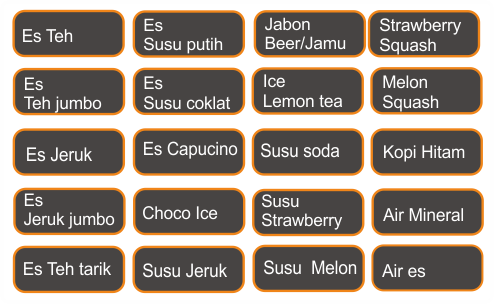 Es Teh
Es
Susu putih
Jabon
Beer/Jamu
Strawberry
Squash
Es
Teh jumbo
Es
Susu coklat
Ice
Lemon tea
Melon
Squash
Es Jeruk
Es Capucino
Susu soda
Kopi Hitam
Es
Jeruk jumbo
Choco Ice
Susu
Strawberry
Air Mineral
Es Teh tarik
Susu Jeruk
Susu Melon
Air es